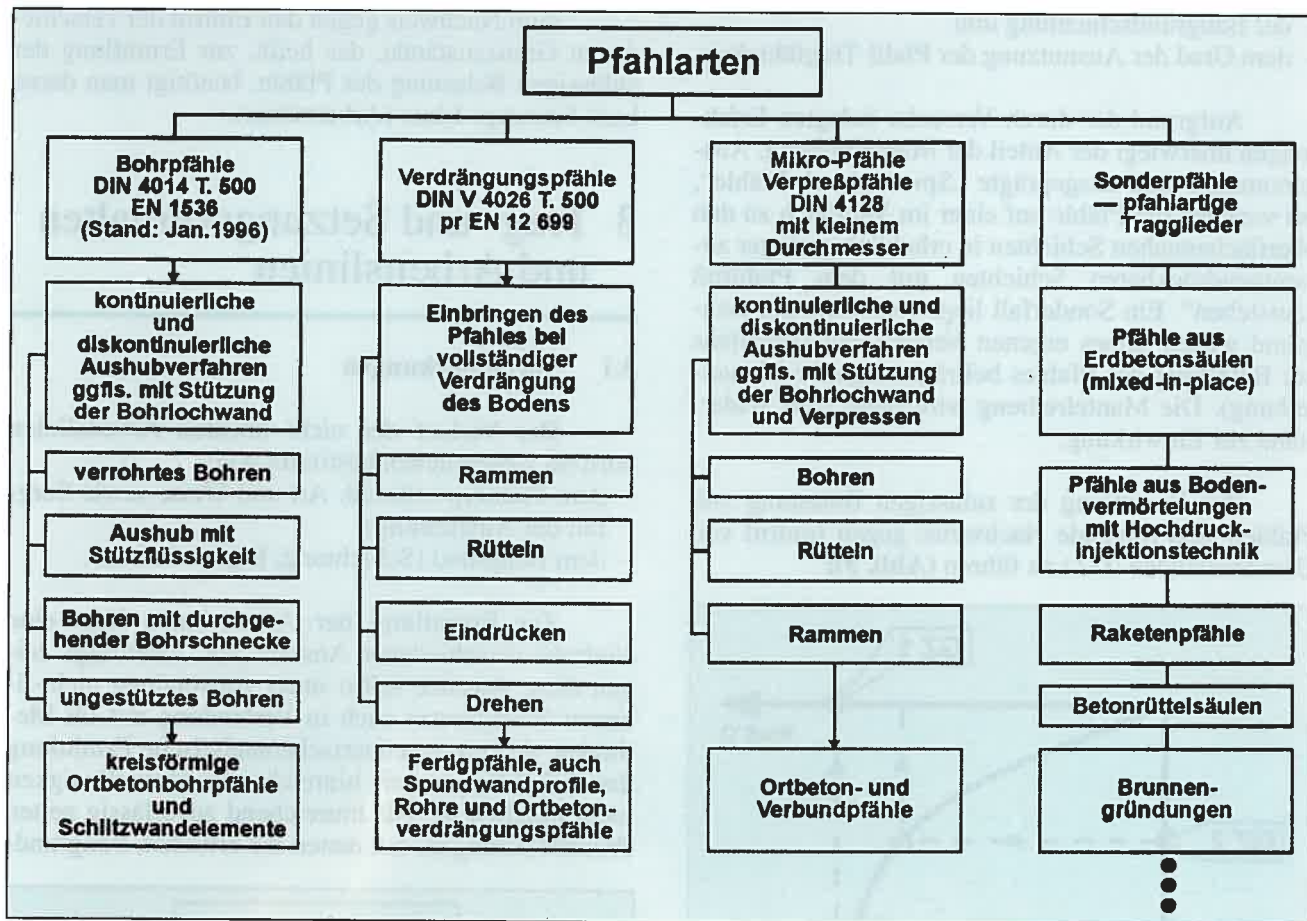 Pfahlarten
Bohrpfähle
DIN 4014 T. 500
EN 1536
(Stand: Jan.1996)
kontinuierliche
und
diskontinuierliche
Aushubverfahren
ggfls. mit Stützung
der Bohrlochwand
verrohrtes Bohren
Aushub mit
Stützflüssigkeit
Bohren mit durchge-
hender Bohrschnecke
ungestütztes Bohren
kreisförmige
Ortbetonbohrpfähle
und
Schlitzwandelemente
Verdrängungspfähle
DIN V 4026 T. 500
pr EN 12 699
Einbringen des
Pfahles bei
vollständiger
Verdrängung
des Bodens
Rammen
Rütteln
Eindrücken
Drehen
Fertigpfähle, auch
Spundwandprofile,
Rohre und Ortbeton-
verdrängungspfähle
Mikro-Pfähle
Verpreßpfähle
DIN 4128
mit kleinem
Durchmesser
kontinuierliche und
diskontinuierliche
Aushubverfahren
ggfls. mit Stützung
der Bohrlochwand
und Verpressen
Bohren
Rütteln
Rammen
Ortbeton- und
Verbundpfähle
Sonderpfähle
— pfahlartige
Tragglieder
Pfähle aus
Erdbetonsäulen
(mixed-in-place)
Pfähle aus Boden-
vermörtelungen
mit Hochdruck-
injektionstechnik
Raketenpfähle
Betonrüttelsäulen
Brunnen-
gründungen